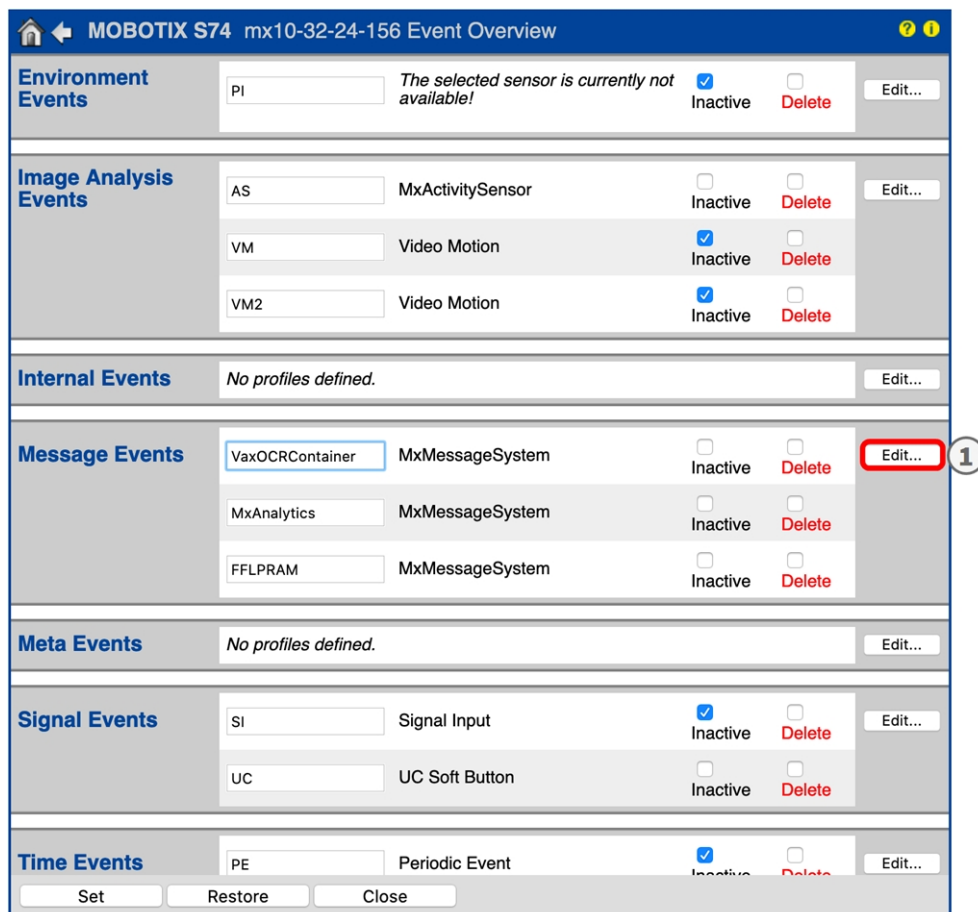 MOBOTIX S74 mx10-32-24-156 Event Overview ? i
Environment Events
PI
The selected sensor is currently not available!
Inactive
Delete
Edit...
Image Analysis Events
AS
MxActivitySensor
Inactive
Delete
Edit...
VM
Video Motion
Inactive
Delete
VM2
Video Motion
Inactive
Delete
Internal Events
No profiles defined.
Edit...
Message Events
VaxOCRContainer
MxMessageSystem
Inactive
Delete
Edit...
1
MxAnalytics
MxMessageSystem
Inactive
Delete
FFLPRAM
MxMessageSystem
Inactive
Delete
Meta Events
No profiles defined.
Edit...
Signal Events
SI
Signal Input
Inactive
Delete
Edit...
UC
UC Soft Button
Inactive
Delete
Time Events
PE
Periodic Event
Inactive
Delete
Edit...
Set
Restore
Close